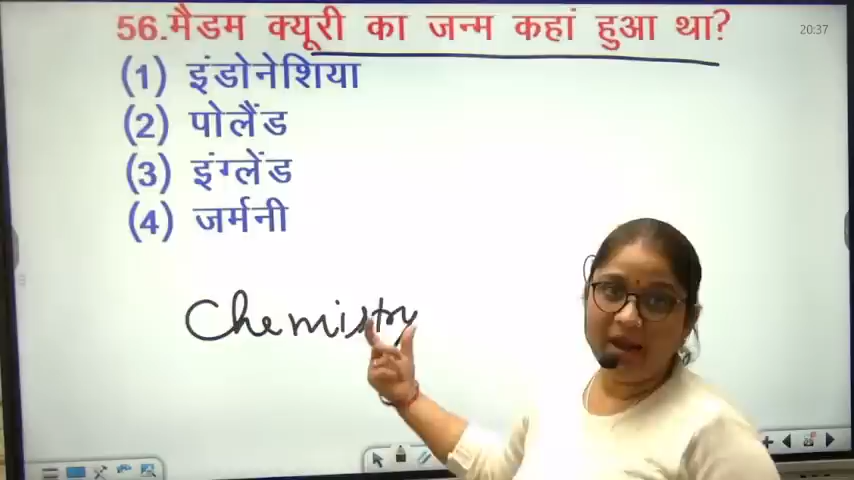 20:37
56.मैडम क्यूरी का जन्म कहां हुआ था?
(1) इंडोनेशिया
(2) पोलैंड
(3) इंग्लेंड
(4) जर्मनी
Chemistry